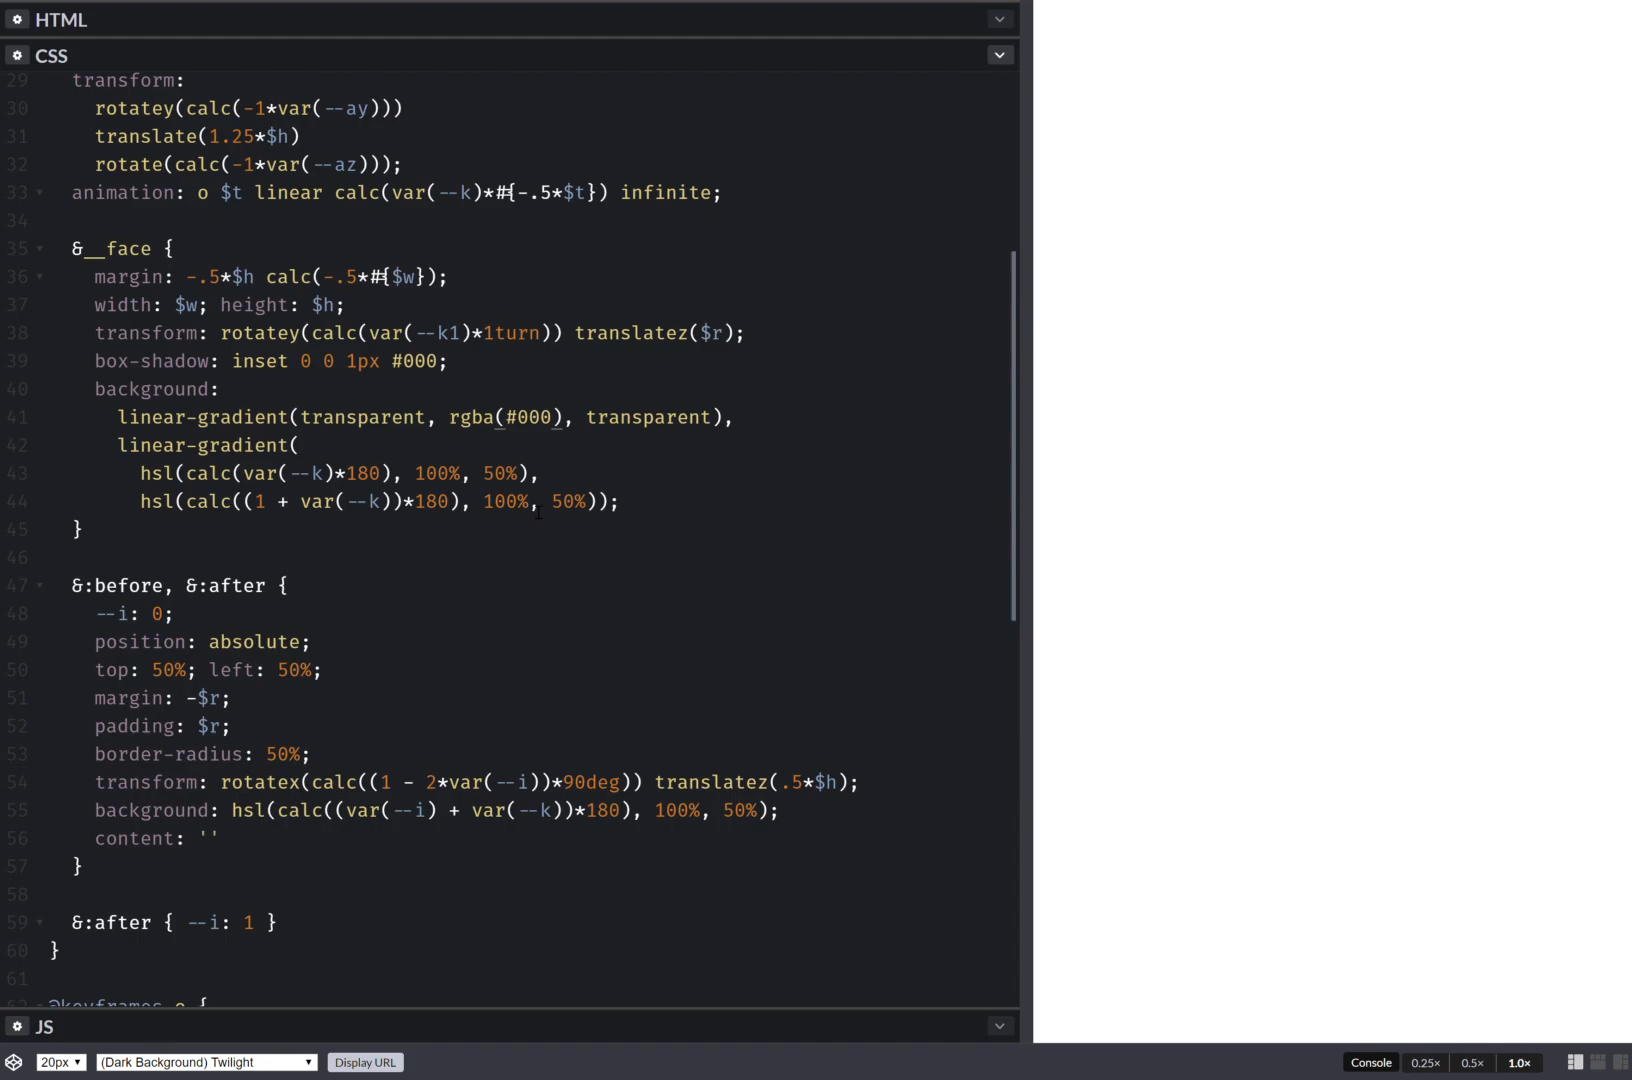 HTML
CSS
29 transform:
30 rotatey(calc(-1*var(--ay)))
31 translate(1.25*$h)
32 rotate(calc(-1*var(--az)));
33 animation: o $t linear calc(var(--k)*#{-.5*$t}) infinite;
34
35 &__face {
36 margin: -.5*$h calc(-.5*#{$w});
37 width: $w; height: $h;
38 transform: rotatey(calc(var(--k1)*1turn)) translatez($r);
39 box-shadow: inset 0 0 1px #000;
40 background:
41 linear-gradient(transparent, rgba(#000), transparent),
42 linear-gradient(
43 hsl(calc(var(--k)*180), 100%, 50%),
44 hsl(calc((1 + var(--k))*180), 100%, 50%));
45 }
46
47 &:before, &:after {
48 --i: 0;
49 position: absolute;
50 top: 50%; left: 50%;
51 margin: -$r;
52 padding: $r;
53 border-radius: 50%;
54 transform: rotatex(calc((1 - 2*var(--i))*90deg)) translatez(.5*$h);
55 background: hsl(calc((var(--i) + var(--k))*180), 100%, 50%);
56 content: ''
57 }
58
59 &:after { --i: 1 }
60 }
61
62 @keyframes o {
JS
20px (Dark Background) Twilight Display URL Console 0.25× 0.5× 1.0×